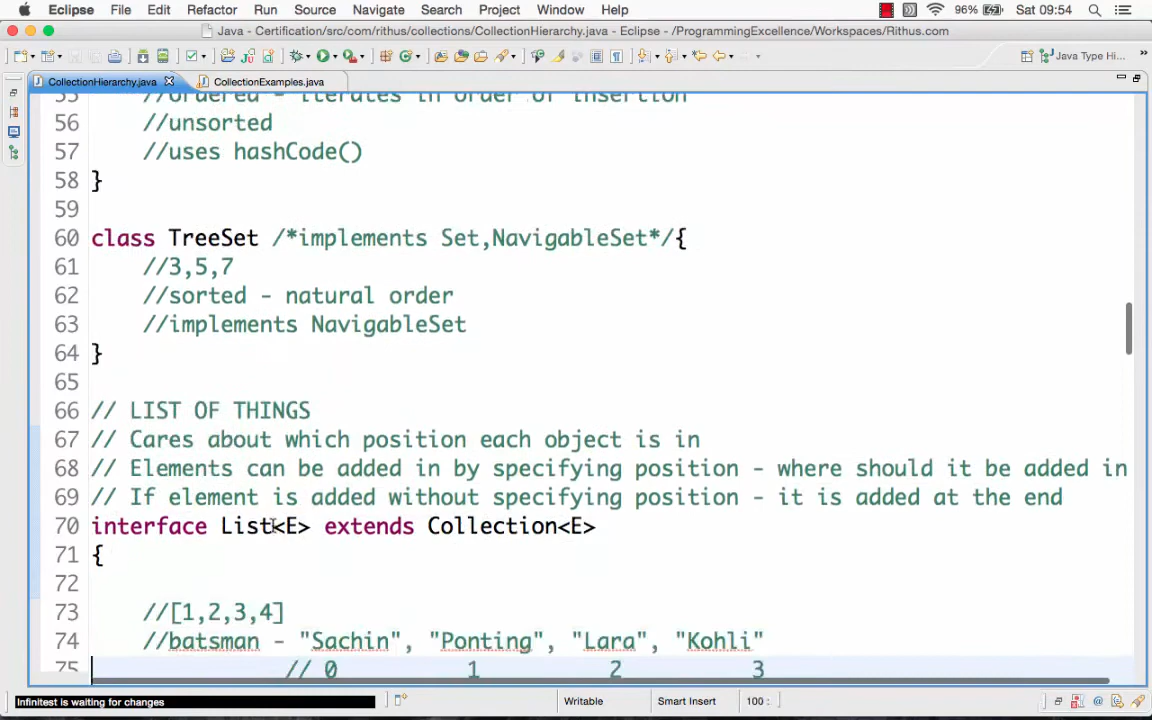 Eclipse File Edit Refactor Run Source Navigate Search Project Window Help 96% Sat 09:54
Java - Certification/src/com/rithus/collections/CollectionHierarchy.java - Eclipse - /ProgrammingExcellence/Workspaces/Rithus.com
Java Type Hi...
CollectionHierarchy.java CollectionExamples.java
55 //ordered - iterates in order of insertion
56 //unsorted
57 //uses hashCode()
58 }
59
60 class TreeSet /*implements Set,NavigableSet*/{
61 //3,5,7
62 //sorted - natural order
63 //implements NavigableSet
64 }
65
66 // LIST OF THINGS
67 // Cares about which position each object is in
68 // Elements can be added in by specifying position - where should it be added in
69 // If element is added without specifying position - it is added at the end
70 interface List<E> extends Collection<E>
71 {
72
73 //[1,2,3,4]
74 //batsman - "Sachin", "Ponting", "Lara", "Kohli"
75 // 0 1 2 3
Infinitest is waiting for changes Writable Smart Insert 100 :